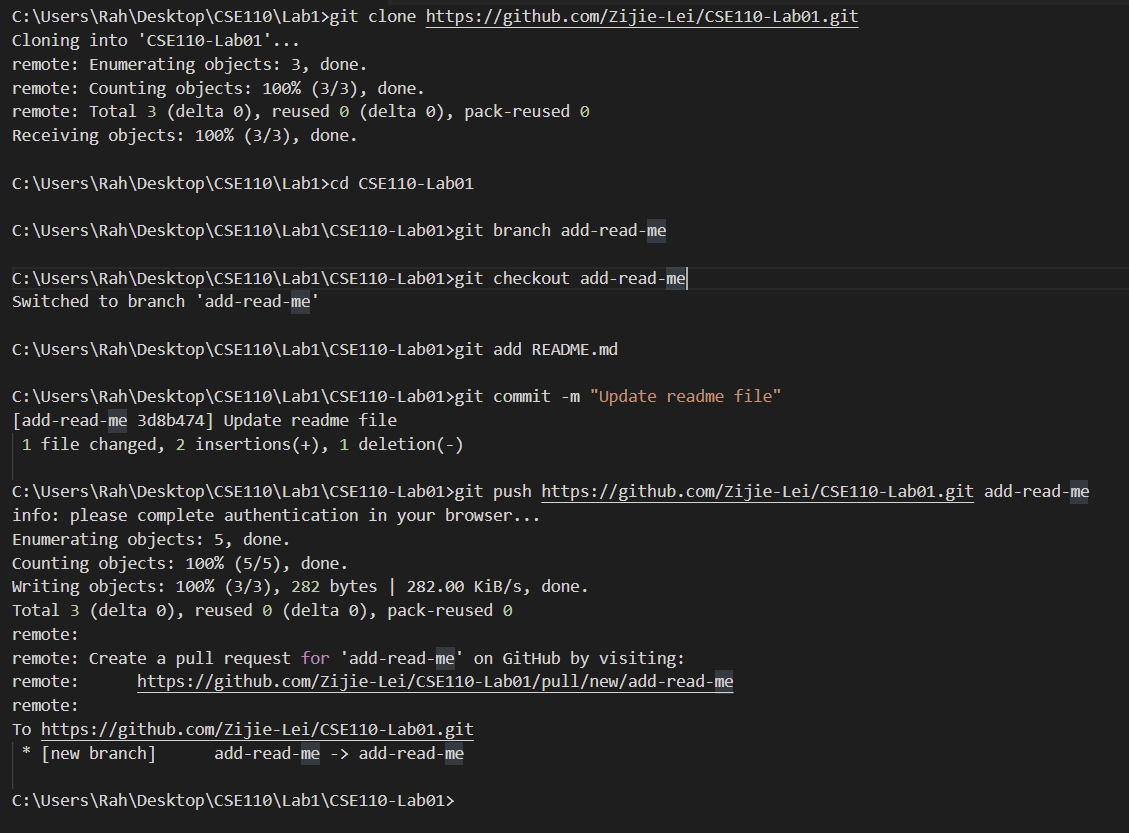 C:\Users\Rah\Desktop\CSE110\Lab1>git clone https://github.com/Zijie-Lei/CSE110-Lab01.git
Cloning into 'CSE110-Lab01'...
remote: Enumerating objects: 3, done.
remote: Counting objects: 100% (3/3), done.
remote: Total 3 (delta 0), reused 0 (delta 0), pack-reused 0
Receiving objects: 100% (3/3), done.
C:\Users\Rah\Desktop\CSE110\Lab1>cd CSE110-Lab01
C:\Users\Rah\Desktop\CSE110\Lab1\CSE110-Lab01>git branch add-read-me
C:\Users\Rah\Desktop\CSE110\Lab1\CSE110-Lab01>git checkout add-read-me
Switched to branch 'add-read-me'
C:\Users\Rah\Desktop\CSE110\Lab1\CSE110-Lab01>git add README.md
C:\Users\Rah\Desktop\CSE110\Lab1\CSE110-Lab01>git commit -m "Update readme file"
[add-read-me 3d8b474] Update readme file
 1 file changed, 2 insertions(+), 1 deletion(-)
C:\Users\Rah\Desktop\CSE110\Lab1\CSE110-Lab01>git push https://github.com/Zijie-Lei/CSE110-Lab01.git add-read-me
info: please complete authentication in your browser...
Enumerating objects: 5, done.
Counting objects: 100% (5/5), done.
Writing objects: 100% (3/3), 282 bytes | 282.00 KiB/s, done.
Total 3 (delta 0), reused 0 (delta 0), pack-reused 0
remote:
remote: Create a pull request for 'add-read-me' on GitHub by visiting:
remote:      https://github.com/Zijie-Lei/CSE110-Lab01/pull/new/add-read-me
remote:
To https://github.com/Zijie-Lei/CSE110-Lab01.git
 * [new branch]      add-read-me -> add-read-me
C:\Users\Rah\Desktop\CSE110\Lab1\CSE110-Lab01>